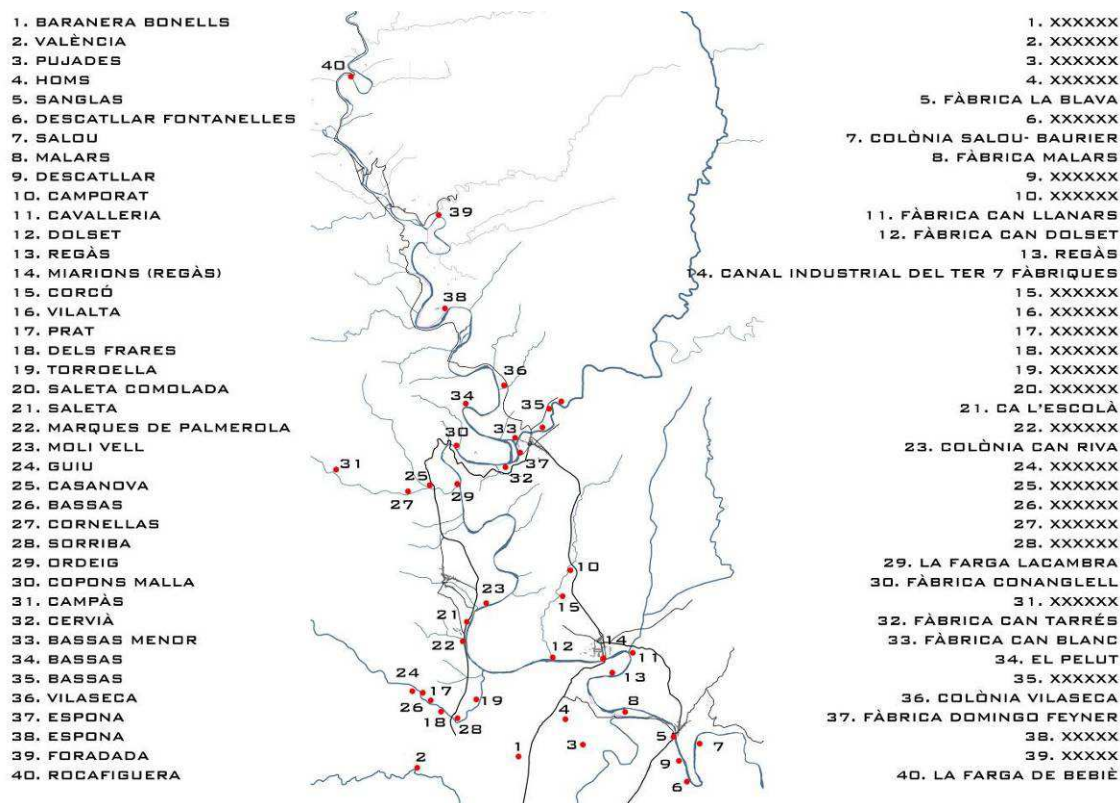 1. BARANERA BONELLS
2. VALÈNCIA
3. PUJADES
4. HOMS
5. SANGLAS
6. DESCATLLAR FONTANELLES
7. SALOU
8. MALARS
9. DESCATLLAR
10. CAMPORAT
11. CAVALLERIA
12. DOLSET
13. REGÀS
14. MIARIONS (REGÀS)
15. CORCÓ
16. VILALTA
17. PRAT
18. DELS FRARES
19. TORROELLA
20. SALETA COMOLADA
21. SALETA
22. MARQUES DE PALMEROLA
23. MOLI VELL
24. GUIU
25. CASANOVA
26. BASSAS
27. CORNELLAS
28. SORRIBA
29. ORDEIG
30. COPONS MALLA
31. CAMPÀS
32. CERVIÀ
33. BASSAS MENOR
34. BASSAS
35. BASSAS
36. VILASECA
37. ESPONA
38. ESPONA
39. FORADADA
40. ROCAFIGUERA
40
39
38
36
34
35
33
30
37
32
31
25
27
29
10
15
23
21
22
12
14
11
13
24
17
26
18
19
28
4
8
3
1
2
5
7
9
6
1. XXXXXX
2. XXXXXX
3. XXXXXX
4. XXXXXX
5. FÀBRICA LA BLAVA
6. XXXXXX
7. COLÒNIA SALOU- BAURIER
8. FÀBRICA MALARS
9. XXXXXX
10. XXXXXX
11. FÀBRICA CAN LLANARS
12. FÀBRICA CAN DOLSET
13. REGÀS
14. CANAL INDUSTRIAL DEL TER 7 FÀBRIQUES
15. XXXXXX
16. XXXXXX
17. XXXXXX
18. XXXXXX
19. XXXXXX
20. XXXXXX
21. CA L'ESCOLÀ
22. XXXXXX
23. COLÒNIA CAN RIVA
24. XXXXXX
25. XXXXXX
26. XXXXXX
27. XXXXXX
28. XXXXXX
29. LA FARGA LACAMBRA
30. FÀBRICA CONANGLELL
31. XXXXXX
32. FÀBRICA CAN TARRÉS
33. FÀBRICA CAN BLANC
34. EL PELUT
35. XXXXXX
36. COLÒNIA VILASECA
37. FÀBRICA DOMINGO FEYNER
38. XXXXX
39. XXXXX
40. LA FARGA DE BEBIÈ